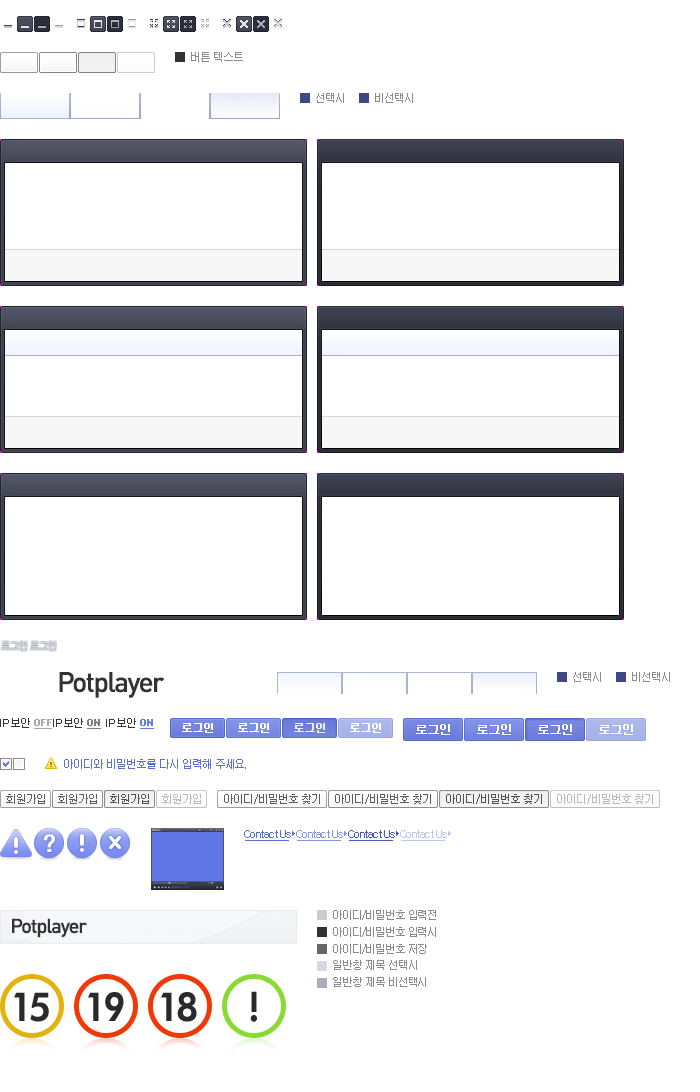 버튼 텍스트
선택시 비선택시
로그인 로그인
Potplayer 선택시 비선택시
IP보안 OFF IP보안 ON IP보안 ON 로그인 로그인 로그인 로그인 로그인 로그인 로그인 로그인
아이디와 비밀번호를 다시 입력해 주세요.
회원가입 회원가입 회원가입 회원가입 아이디/비밀번호 찾기 아이디/비밀번호 찾기 아이디/비밀번호 찾기 아이디/비밀번호 찾기
Contact Us Contact Us Contact Us Contact Us
Potplayer
아이디/비밀번호 입력전
아이디/비밀번호 입력시
아이디/비밀번호 저장
일반창 제목 선택시
일반창 제목 비선택시
15 19 18 !